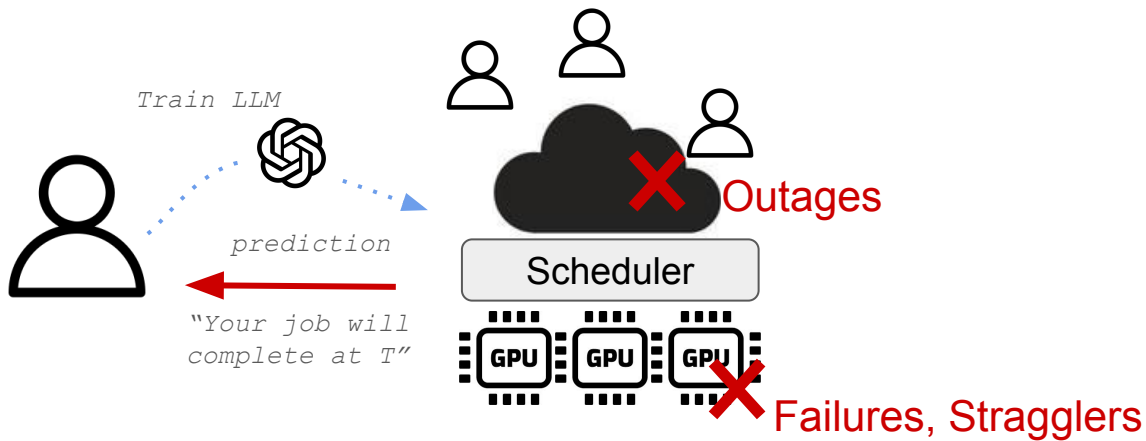 Train LLM
Outages
prediction
Scheduler
“Your job will
complete at T”
GPU GPU GPU
Failures, Stragglers